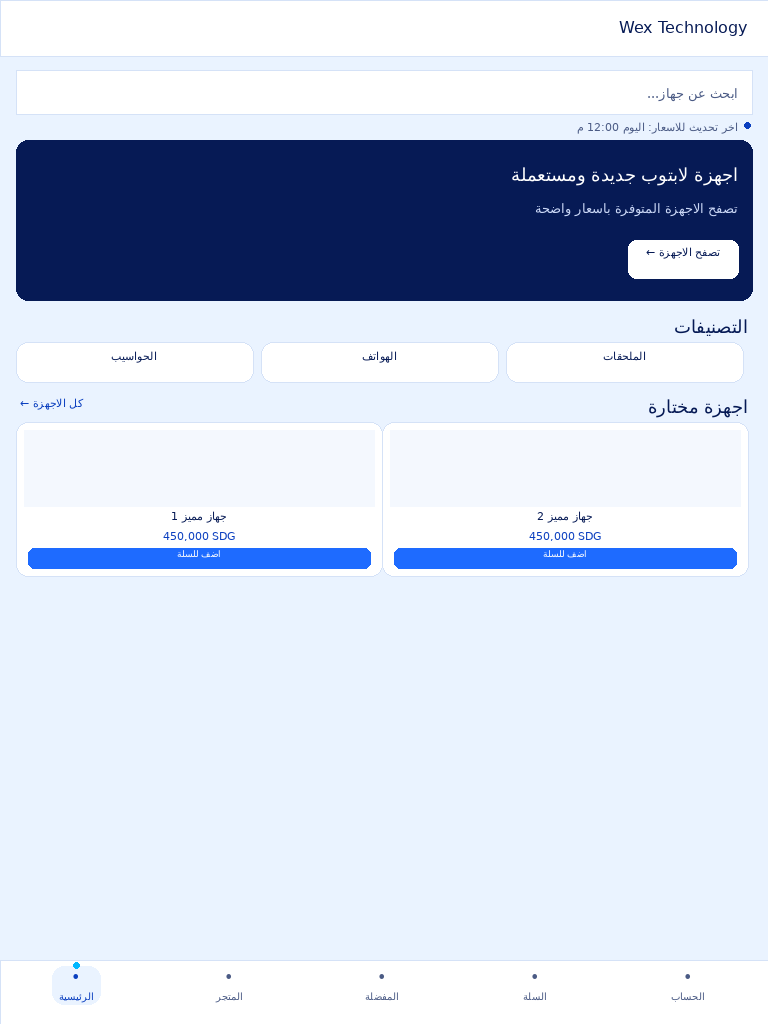 Wex Technology
ابحث عن جهاز...
اخر تحديث للاسعار: اليوم 12:00 م
اجهزة لابتوب جديدة ومستعملة
تصفح الاجهزة المتوفرة باسعار واضحة
تصفح الاجهزة ←
التصنيفات
الملحقات
الهواتف
الحواسيب
اجهزة مختارة
كل الاجهزة ←
جهاز مميز 2
450,000 SDG
اضف للسلة
جهاز مميز 1
450,000 SDG
اضف للسلة
الحساب
السلة
المفضلة
المتجر
الرئيسية